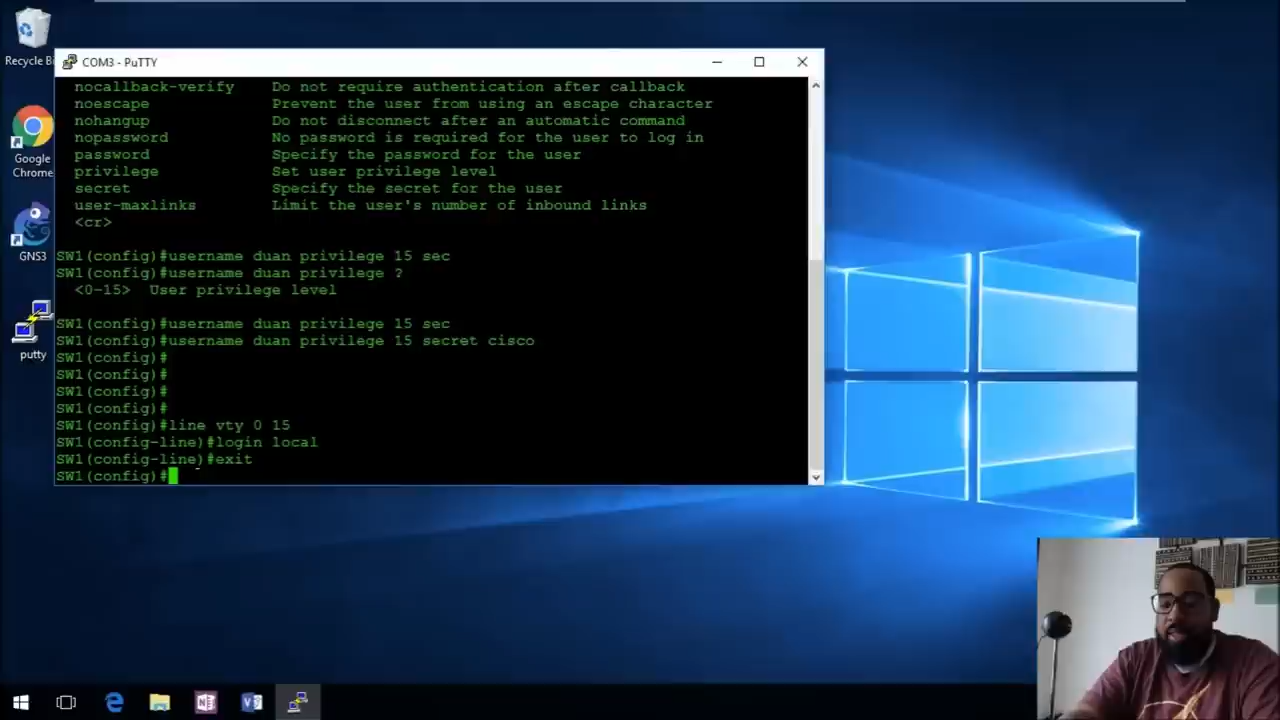 Recycle Bi
COM3 - PuTTY
nocallback-verify Do not require authentication after callback
noescape Prevent the user from using an escape character
nohangup Do not disconnect after an automatic command
nopassword No password is required for the user to log in
password Specify the password for the user
privilege Set user privilege level
secret Specify the secret for the user
user-maxlinks Limit the user's number of inbound links
<cr>
SW1(config)#username duan privilege 15 sec
SW1(config)#username duan privilege ?
<0-15> User privilege level
SW1(config)#username duan privilege 15 sec
SW1(config)#username duan privilege 15 secret cisco
SW1(config)#
SW1(config)#
SW1(config)#
SW1(config)#
SW1(config)#line vty 0 15
SW1(config-line)#login local
SW1(config-line)#exit
SW1(config)#
Google
Chrome
GNS3
putty